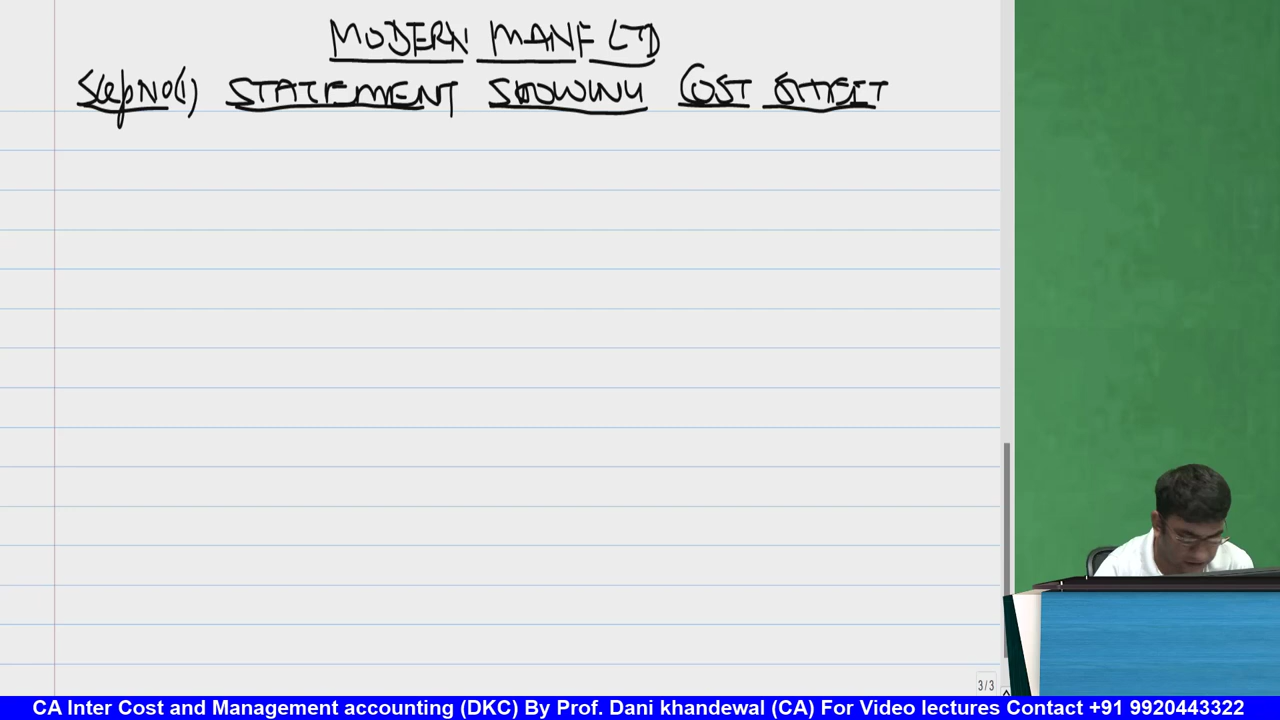 MODERN MANF LTD
Step No(1) STATEMENT SHOWING COST SHEET
3/3
CA Inter Cost and Management accounting (DKC) By Prof. Dani khandewal (CA) For Video lectures Contact +91 9920443322